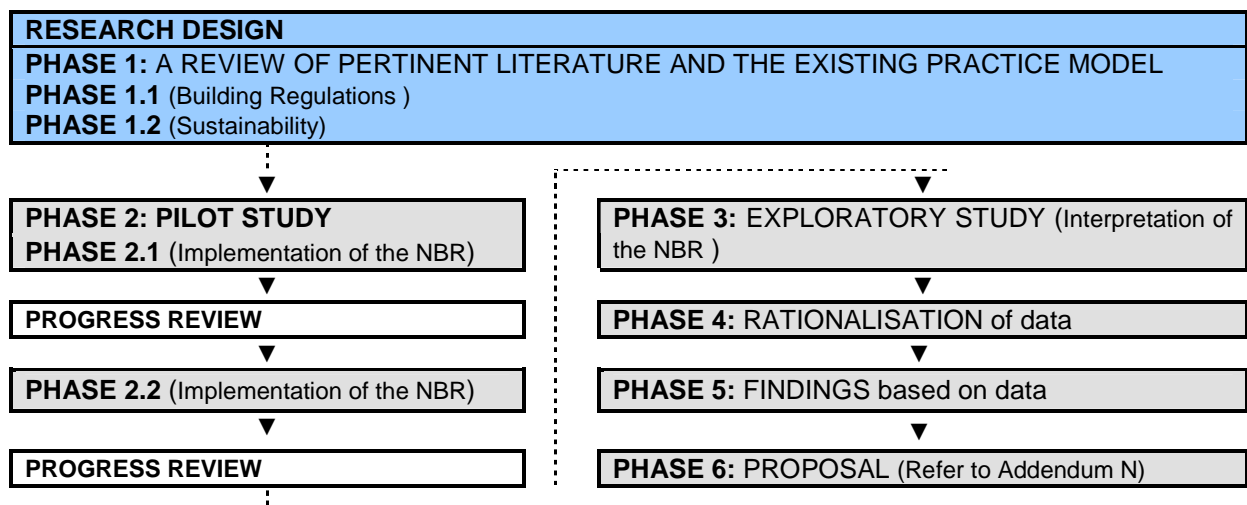 RESEARCH DESIGN
PHASE 1: A REVIEW OF PERTINENT LITERATURE AND THE EXISTING PRACTICE MODEL
PHASE 1.1 (Building Regulations )
PHASE 1.2 (Sustainability)
PHASE 2: PILOT STUDY
PHASE 2.1 (Implementation of the NBR)
PROGRESS REVIEW
PHASE 2.2 (Implementation of the NBR)
PROGRESS REVIEW
PHASE 3: EXPLORATORY STUDY (Interpretation of
the NBR )
PHASE 4: RATIONALISATION of data
PHASE 5: FINDINGS based on data
PHASE 6: PROPOSAL (Refer to Addendum N)